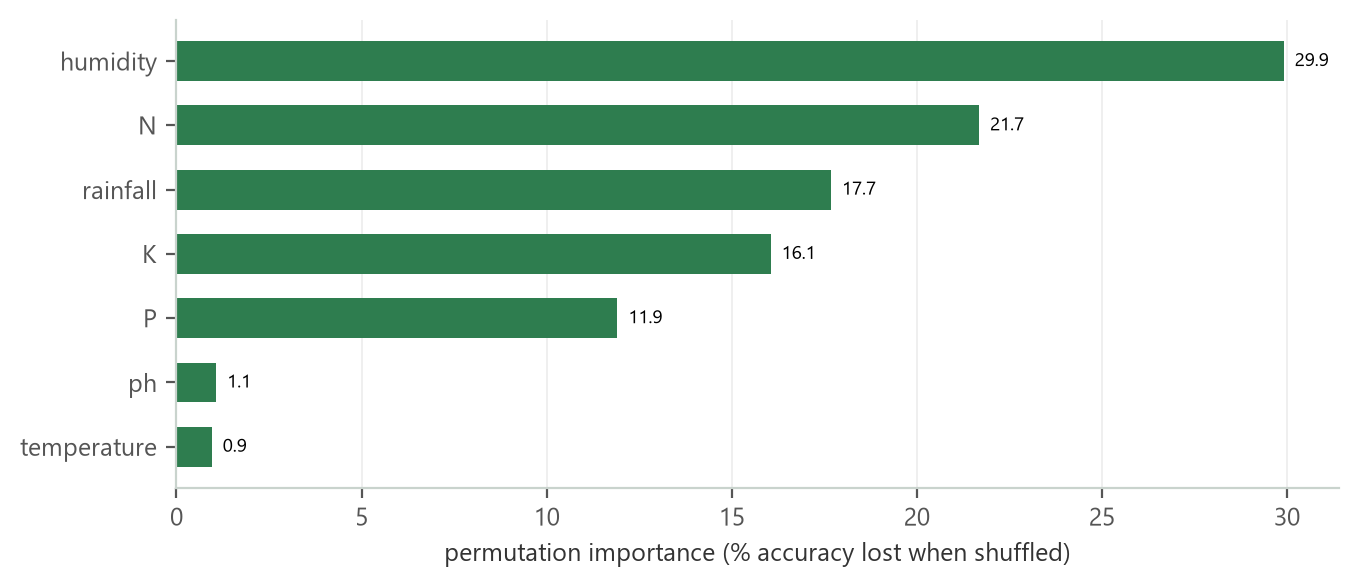 humidity 29.9
N 21.7
rainfall 17.7
K 16.1
P 11.9
ph 1.1
temperature 0.9
0 5 10 15 20 25 30
permutation importance (% accuracy lost when shuffled)